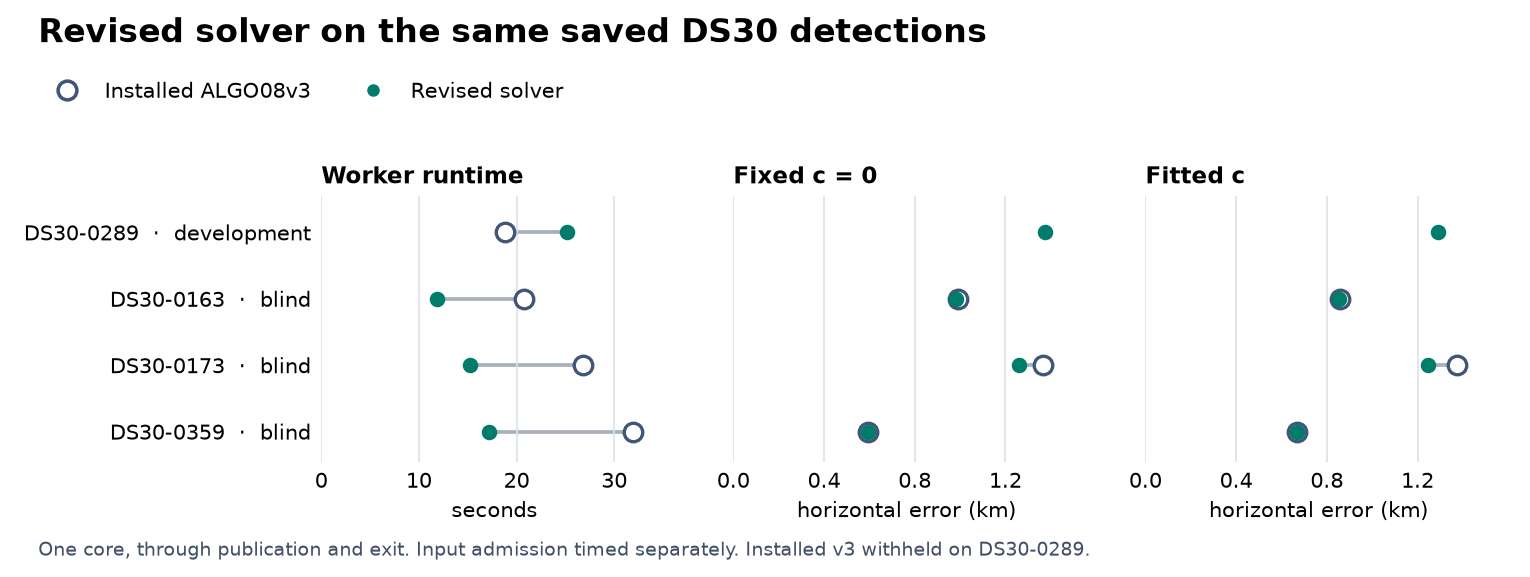 Revised solver on the same saved DS30 detections
Installed ALGO08v3 Revised solver
Worker runtime Fixed c = 0 Fitted c
DS30-0289 · development
DS30-0163 · blind
DS30-0173 · blind
DS30-0359 · blind
0 10 20 30 0.0 0.4 0.8 1.2 0.0 0.4 0.8 1.2
seconds horizontal error (km) horizontal error (km)
One core, through publication and exit. Input admission timed separately. Installed v3 withheld on DS30-0289.